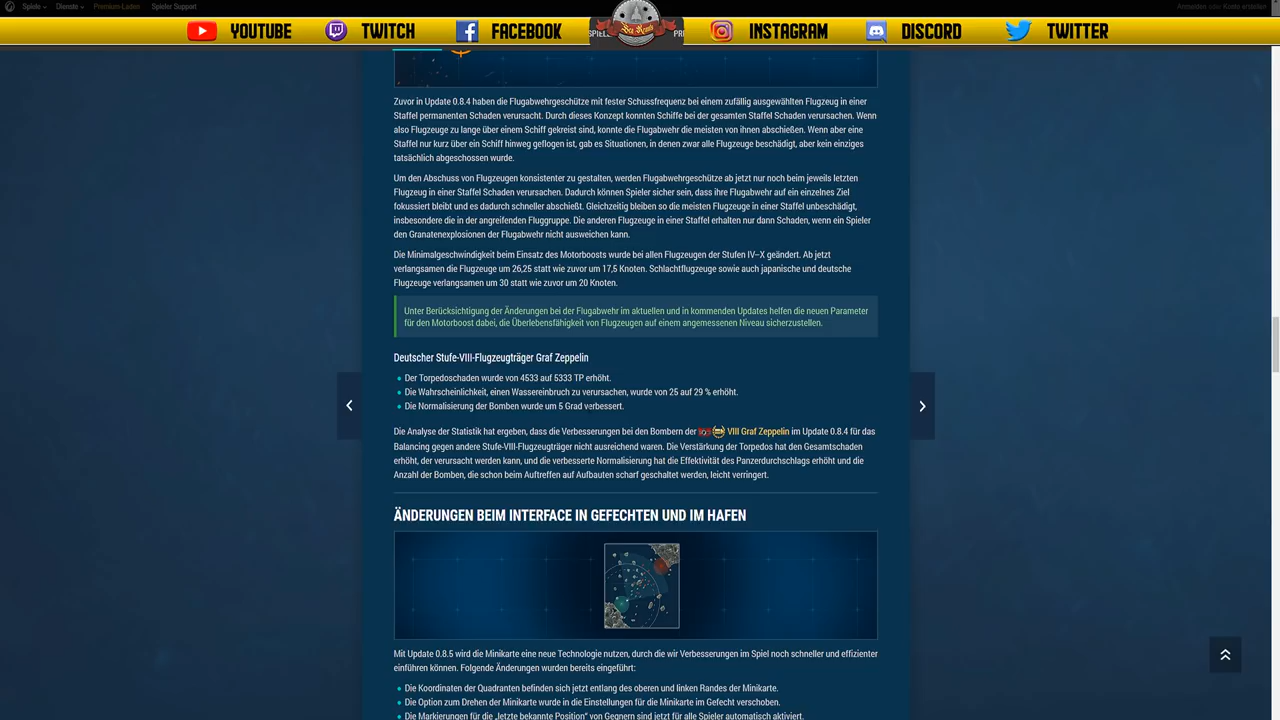 Spiele
Dienste
Premium-Laden
Spieler Support
Anmelden oder Konto erstellen
YOUTUBE
TWITCH
FACEBOOK
INSTAGRAM
DISCORD
TWITTER
Zuvor in Update 0.8.4 haben die Flugabwehrgeschütze mit fester Schussfrequenz bei einem zufällig ausgewählten Flugzeug in einer
Staffel permanenten Schaden verursacht. Durch dieses Konzept konnten Schiffe bei der gesamten Staffel Schaden verursachen. Wenn
also Flugzeuge zu lange über einem Schiff gekreist sind, konnte die Flugabwehr die meisten von ihnen abschießen. Wenn aber eine
Staffel nur kurz über ein Schiff hinweg geflogen ist, gab es Situationen, in denen zwar alle Flugzeuge beschädigt, aber kein einziges
tatsächlich abgeschossen wurde.
Um den Abschuss von Flugzeugen konsistenter zu gestalten, werden Flugabwehrgeschütze ab jetzt nur noch beim jeweils letzten
Flugzeug in einer Staffel Schaden verursachen. Dadurch können Spieler sicher sein, dass ihre Flugabwehr auf ein einzelnes Ziel
fokussiert bleibt und es dadurch schneller abschießt. Gleichzeitig bleiben so die meisten Flugzeuge in einer Staffel unbeschädigt,
insbesondere die in der angreifenden Fluggruppe. Die anderen Flugzeuge in einer Staffel erhalten nur dann Schaden, wenn ein Spieler
den Granatenexplosionen der Flugabwehr nicht ausweichen kann.
Die Minimalgeschwindigkeit beim Einsatz des Motorboosts wurde bei allen Flugzeugen der Stufen IV–X geändert. Ab jetzt
verlangsamen die Flugzeuge um 26,25 statt wie zuvor um 17,5 Knoten. Schlachtflugzeuge sowie auch japanische und deutsche
Flugzeuge verlangsamen um 30 statt wie zuvor um 20 Knoten.
Unter Berücksichtigung der Änderungen bei der Flugabwehr im aktuellen und in kommenden Updates helfen die neuen Parameter
für den Motorboost dabei, die Überlebensfähigkeit von Flugzeugen auf einem angemessenen Niveau sicherzustellen.
Deutscher Stufe-VIII-Flugzeugträger Graf Zeppelin
Der Torpedoschaden wurde von 4533 auf 5333 TP erhöht.
Die Wahrscheinlichkeit, einen Wassereinbruch zu verursachen, wurde von 25 auf 29 % erhöht.
Die Normalisierung der Bomben wurde um 5 Grad verbessert.
Die Analyse der Statistik hat ergeben, dass die Verbesserungen bei den Bombern der VIII Graf Zeppelin im Update 0.8.4 für das
Balancing gegen andere Stufe-VIII-Flugzeugträger nicht ausreichend waren. Die Verstärkung der Torpedos hat den Gesamtschaden
erhöht, der verursacht werden kann, und die verbesserte Normalisierung hat die Effektivität des Panzerdurchschlags erhöht und die
Anzahl der Bomben, die schon beim Auftreffen auf Aufbauten scharf geschaltet werden, leicht verringert.
ÄNDERUNGEN BEIM INTERFACE IN GEFECHTEN UND IM HAFEN
Mit Update 0.8.5 wird die Minikarte eine neue Technologie nutzen, durch die wir Verbesserungen im Spiel noch schneller und effizienter
einführen können. Folgende Änderungen wurden bereits eingeführt:
Die Koordinaten der Quadranten befinden sich jetzt entlang des oberen und linken Randes der Minikarte.
Die Option zum Drehen der Minikarte wurde in die Einstellungen für die Minikarte im Gefecht verschoben.
Die Markierungen für die „letzte bekannte Position“ von Gegnern sind jetzt für alle Spieler automatisch aktiviert.